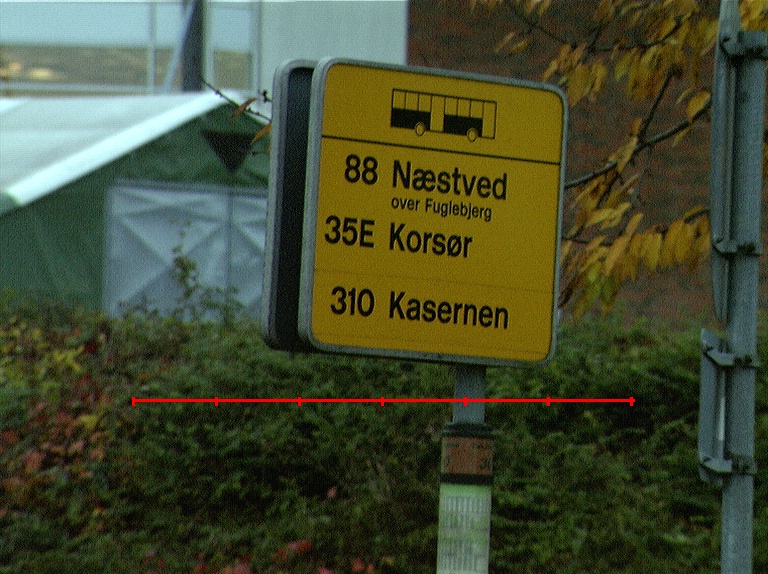 88 Næstved
over Fuglebjerg
35E Korsør
310 Kasernen